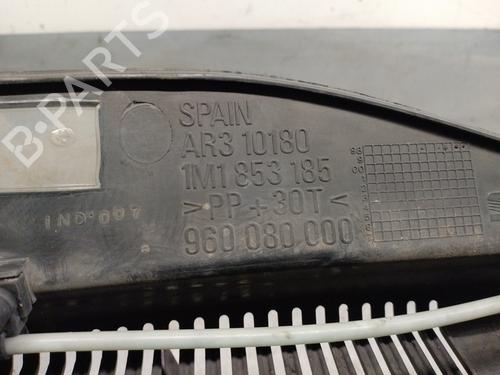 B-PARTS
SPAIN
AR3 10180
1M1 853 185
>PP+30T<
960 080 000
IND•007